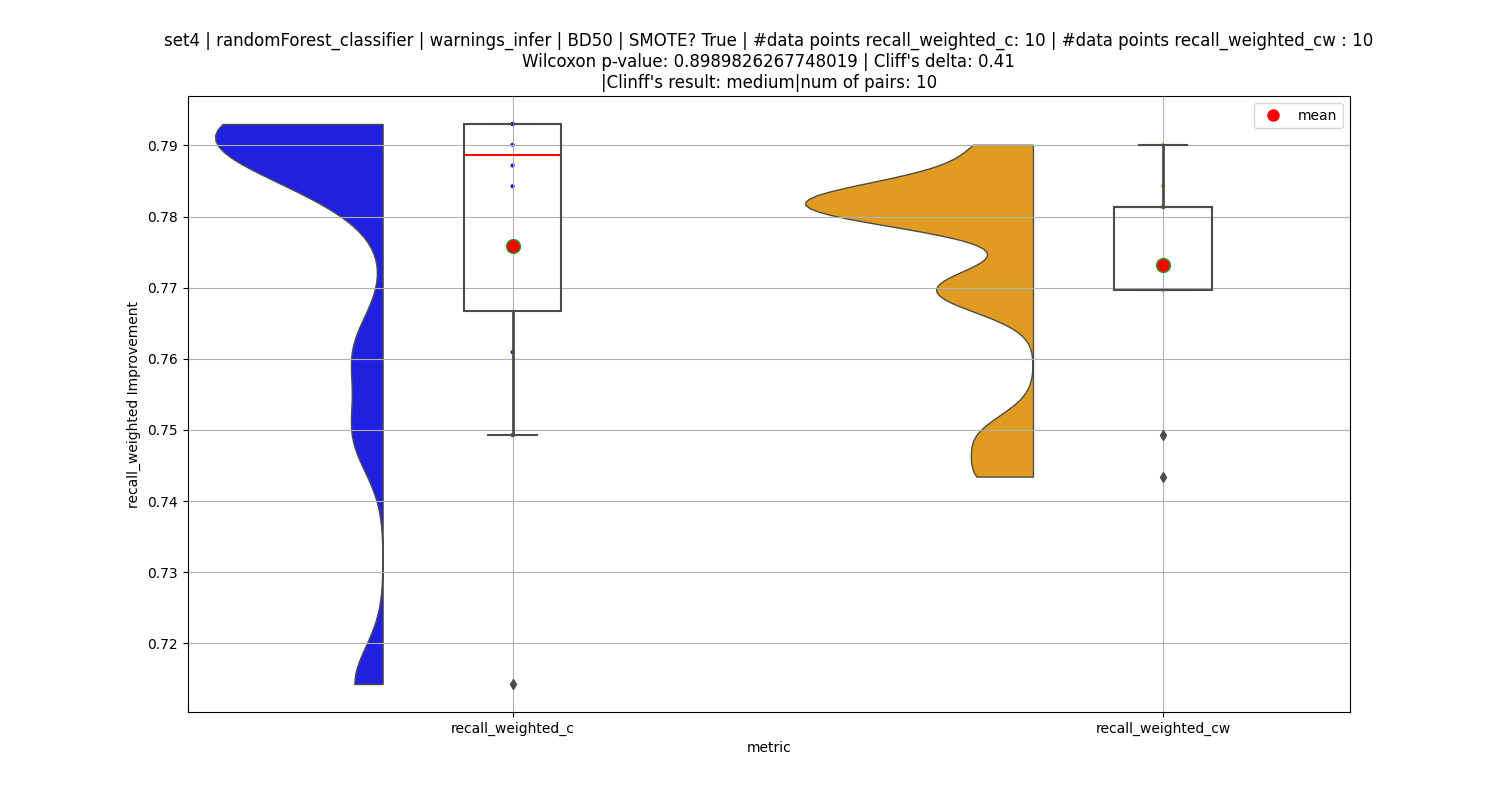 set4 | randomForest_classifier | warnings_infer | BD50 | SMOTE? True | #data points recall_weighted_c: 10 | #data points recall_weighted_cw : 10
Wilcoxon p-value: 0.8989826267748019 | Cliff's delta: 0.41
|Clinff's result: medium|num of pairs: 10
mean
0.79
0.78
0.77
0.76
0.75
0.74
0.73
0.72
recall_weighted Improvement
recall_weighted_c
recall_weighted_cw
metric